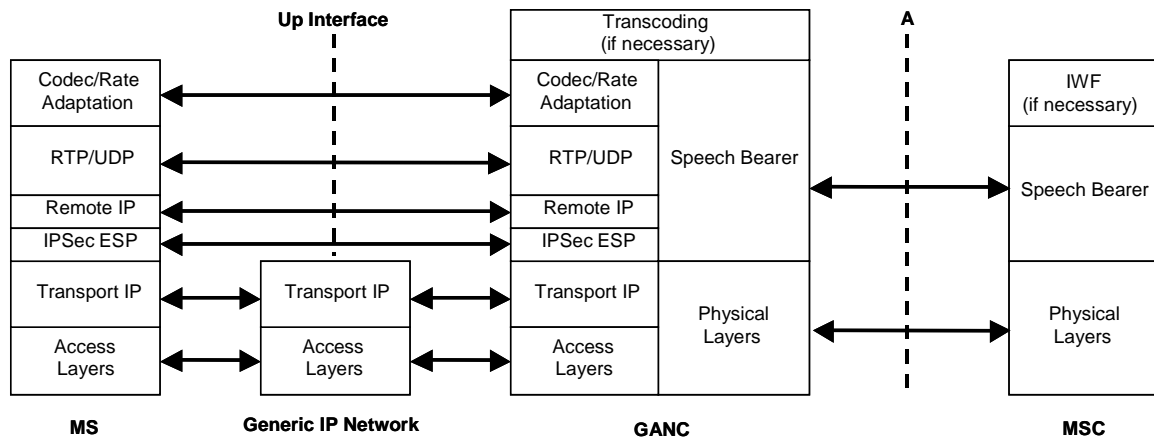 Up Interface
Transcoding
(if necessary)
A
Codec/Rate
Adaptation
Codec/Rate
Adaptation
IWF
(if necessary)
RTP/UDP
RTP/UDP
Speech Bearer
Speech Bearer
Remote IP
Remote IP
IPSec ESP
IPSec ESP
Transport IP
Transport IP
Transport IP
Physical
Layers
Physical
Layers
Access
Layers
Access
Layers
Access
Layers
MS
Generic IP Network
GANC
MSC